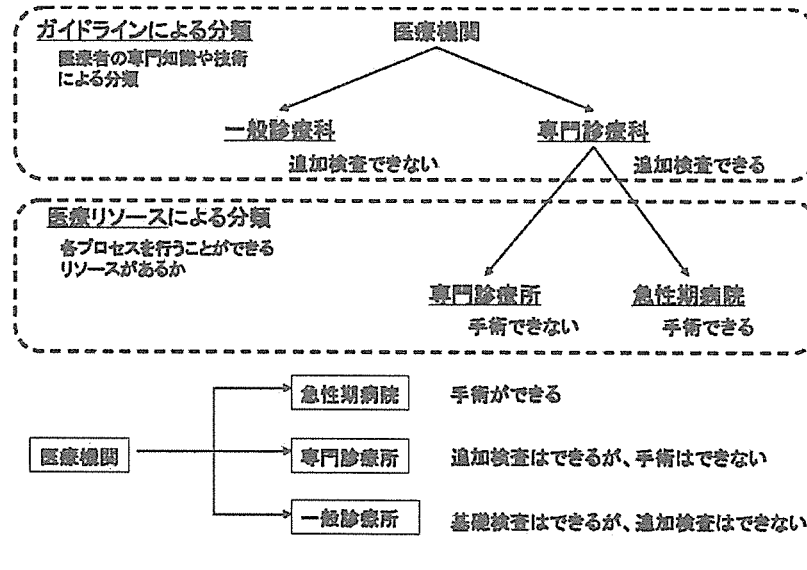 ガイドラインによる分類
医療者の専門知識や技術
による分類
医療機関
一般診療科
追加検査できない
専門診療科
追加検査できる
医療リソースによる分類
各プロセスを行うことができる
リソースがあるか
専門診療所
手術できない
急性期病院
手術できる
医療機関
急性期病院
手術ができる
専門診療所
追加検査はできるが、手術はできない
一般診療所
基礎検査はできるが、追加検査はできない